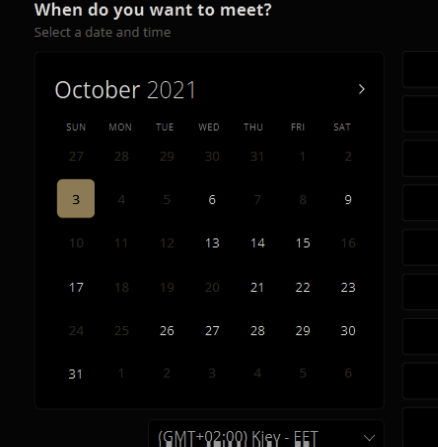 When do you want to meet?
Select a date and time
October 2021 >
SUN MON TUE WED THU FRI SAT
27 28 29 30 31 1 2
3 4 5 6 7 8 9
10 11 12 13 14 15 16
17 18 19 20 21 22 23
24 25 26 27 28 29 30
31 1 2 3 4 5 6
(GMT+02:00) Kiev - EET